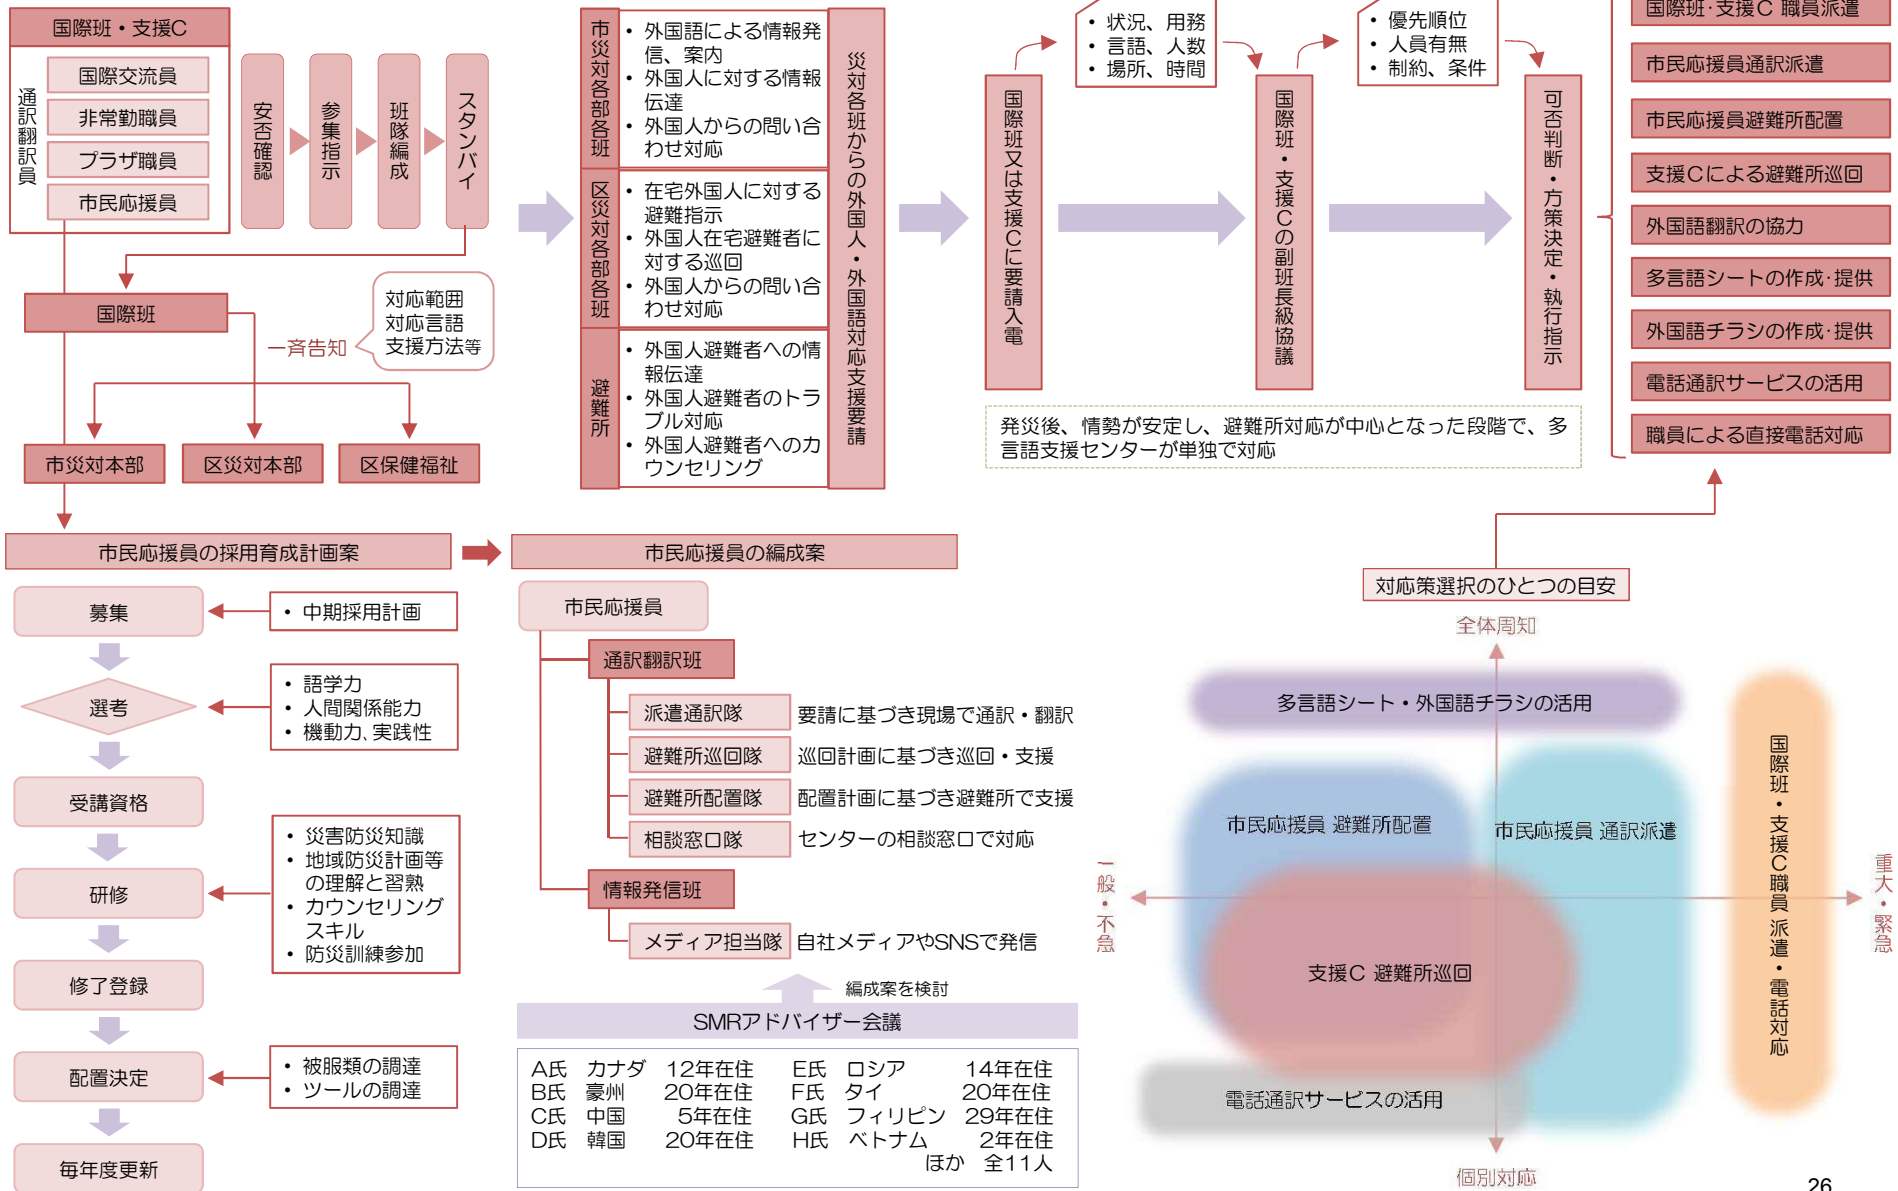 国際班・支援C
通訳翻訳員
国際交流員
非常勤職員
プラザ職員
市民応援員
安否確認
参集指示
班隊編成
スタンバイ
国際班
一斉告知
対応範囲
対応言語
支援方法等
市災対本部
区災対本部
区保健福祉
市災対各部各班
• 外国語による情報発
信、案内
• 外国人に対する情報
伝達
• 外国人からの問い合
わせ対応
区災対各部各班
• 在宅外国人に対する
避難指示
• 外国人在宅避難者に
対する巡回
• 外国人からの問い合
わせ対応
避難所
• 外国人避難者への情
報伝達
• 外国人避難者のトラ
ブル対応
• 外国人避難者へのカ
ウンセリング
災対各班からの外国人・外国語対応支援要請
国際班又は支援Cに要請入電
• 状況、用務
• 言語、人数
• 場所、時間
国際班・支援Cの副班長級協議
• 優先順位
• 人員有無
• 制約、条件
可否判断・方策決定・執行指示
発災後、情勢が安定し、避難所対応が中心となった段階で、多
言語支援センターが単独で対応
国際班・支援C 職員派遣
市民応援員通訳派遣
市民応援員避難所配置
支援Cによる避難所巡回
外国語翻訳の協力
多言語シートの作成・提供
外国語チラシの作成・提供
電話通訳サービスの活用
職員による直接電話対応
市民応援員の採用育成計画案
募集
• 中期採用計画
選考
• 語学力
• 人間関係能力
• 機動力、実践性
受講資格
研修
• 災害防災知識
• 地域防災計画等
の理解と習熟
• カウンセリング
スキル
• 防災訓練参加
修了登録
配置決定
• 被服類の調達
• ツールの調達
毎年度更新
市民応援員の編成案
市民応援員
通訳翻訳班
派遣通訳隊 要請に基づき現場で通訳・翻訳
避難所巡回隊 巡回計画に基づき巡回・支援
避難所配置隊 配置計画に基づき避難所で支援
相談窓口隊 センターの相談窓口で対応
情報発信班
メディア担当隊 自社メディアやSNSで発信
編成案を検討
SMRアドバイザー会議
A氏 カナダ 12年在住 E氏 ロシア 14年在住
B氏 豪州 20年在住 F氏 タイ 20年在住
C氏 中国 5年在住 G氏 フィリピン 29年在住
D氏 韓国 20年在住 H氏 ベトナム 2年在住
ほか 全11人
対応策選択のひとつの目安
全体周知
多言語シート・外国語チラシの活用
市民応援員 避難所配置
市民応援員 通訳派遣
国際班・支援C職員 派遣・電話対応
一般・不急
重大・緊急
支援C 避難所巡回
電話通訳サービスの活用
個別対応
26